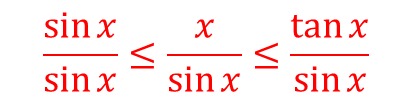 sin x / sin x ≤ x / sin x ≤ tan x / sin x